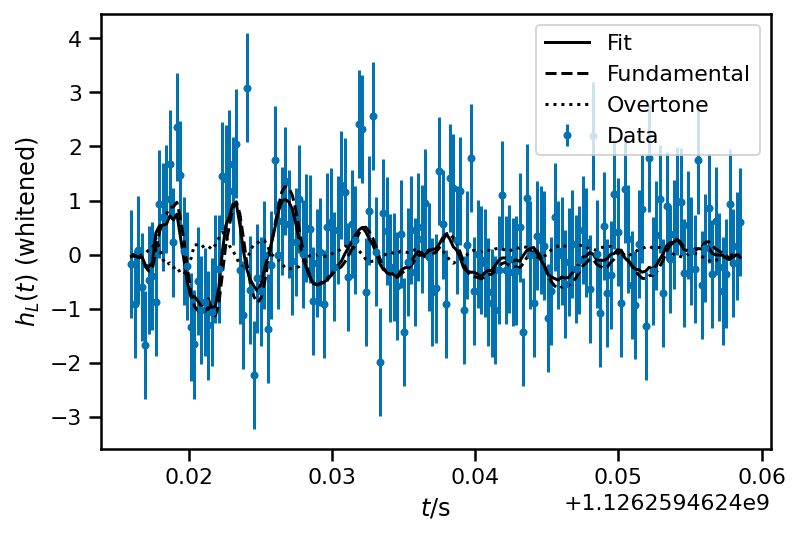 Fit
Fundamental
Overtone
Data
4
3
2
1
0
−1
−2
−3
h_L(t) (whitened)
0.02 0.03 0.04 0.05 0.06
t/s
+1.1262594624e9